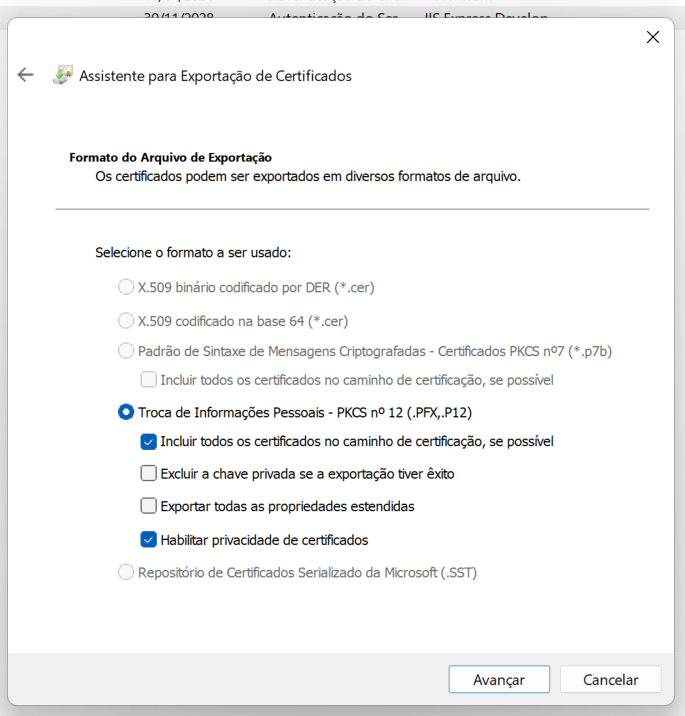 30/11/2028 Autenticação do Ser... IIS Express Develop...
Assistente para Exportação de Certificados
Formato do Arquivo de Exportação
Os certificados podem ser exportados em diversos formatos de arquivo.
Selecione o formato a ser usado:
X.509 binário codificado por DER (*.cer)
X.509 codificado na base 64 (*.cer)
Padrão de Sintaxe de Mensagens Criptografadas - Certificados PKCS nº7 (*.p7b)
Incluir todos os certificados no caminho de certificação, se possível
Troca de Informações Pessoais - PKCS nº 12 (.PFX,.P12)
Incluir todos os certificados no caminho de certificação, se possível
Excluir a chave privada se a exportação tiver êxito
Exportar todas as propriedades estendidas
Habilitar privacidade de certificados
Repositório de Certificados Serializado da Microsoft (.SST)
Avançar Cancelar